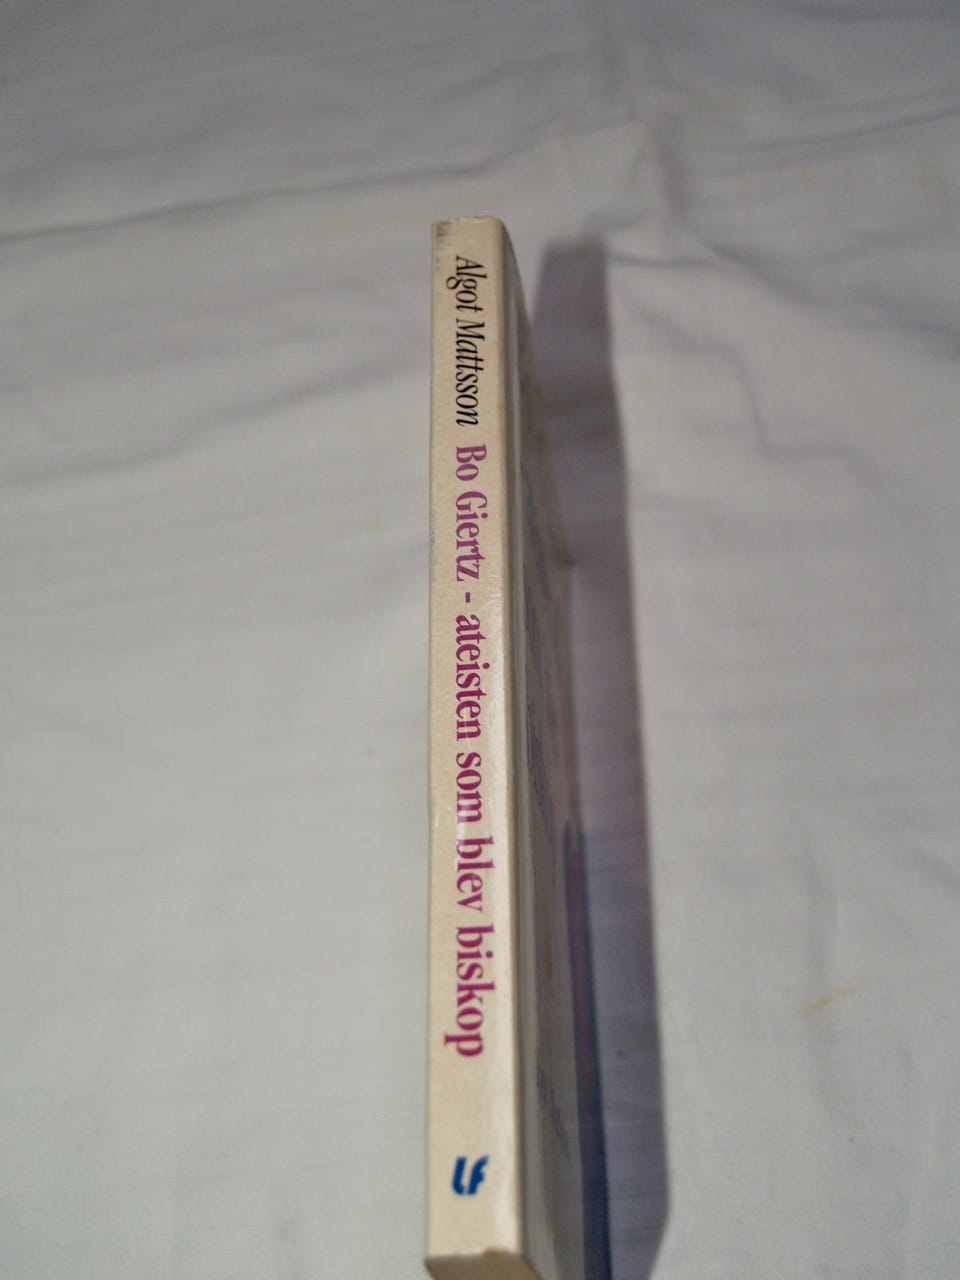 Algot Mattsson Bo Giertz - ateisten som blev biskop
LF